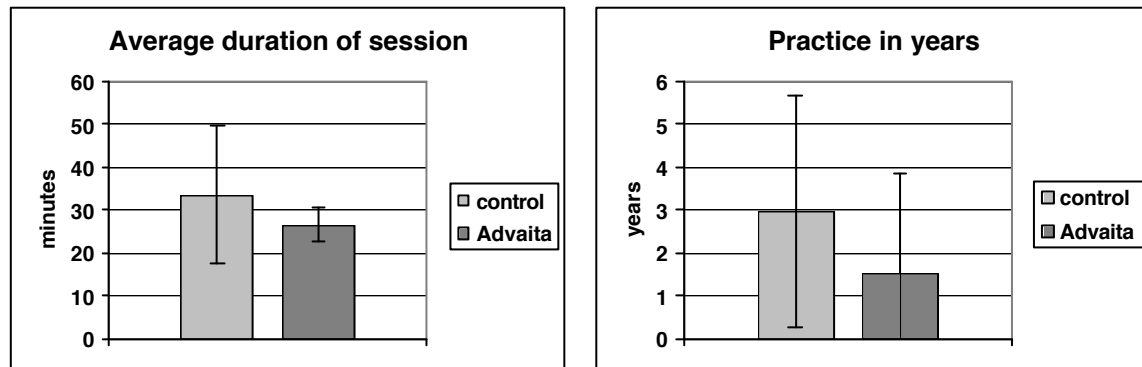 Average duration of session
60
50
40
30
20
10
0
minutes
control
Advaita
Practice in years
6
5
4
3
2
1
0
years
control
Advaita